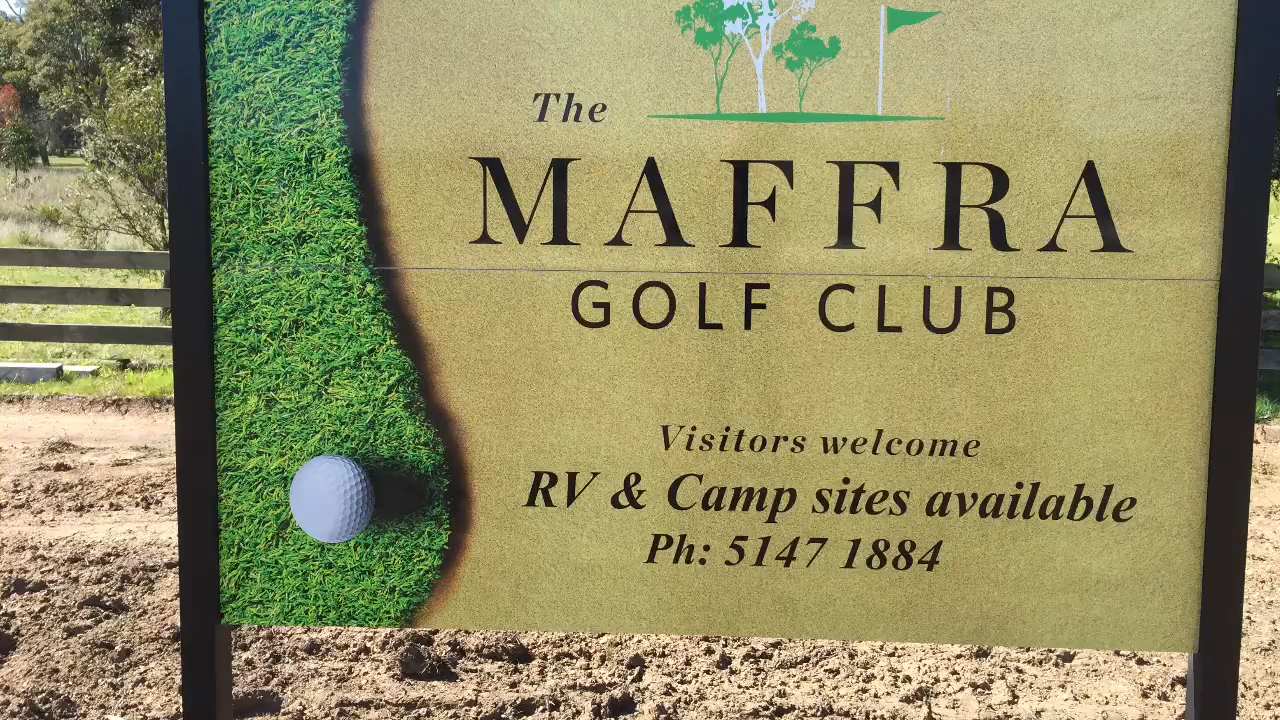 The
MAFFRA
GOLF CLUB
Visitors welcome
RV & Camp sites available
Ph: 5147 1884